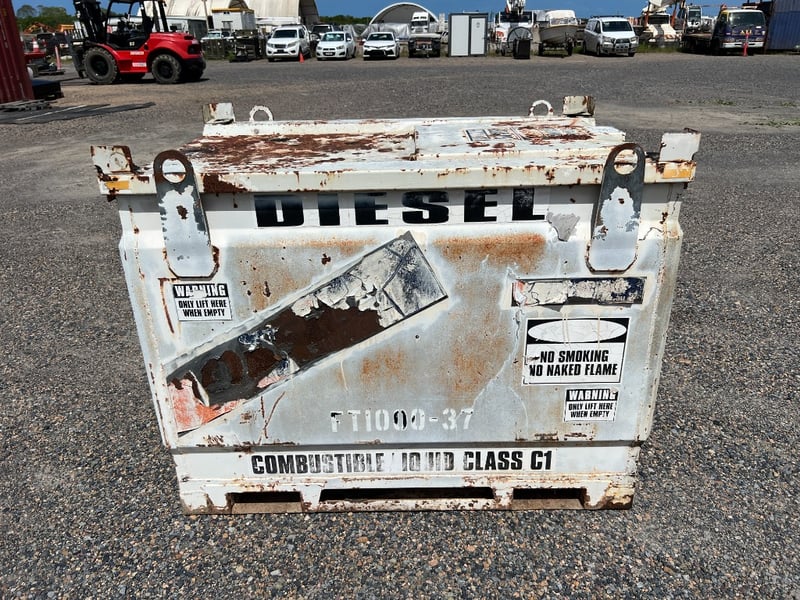 DIESEL
WARNING
ONLY LIFT HERE
WHEN EMPTY
NO SMOKING
NO NAKED FLAME
WARNING
ONLY LIFT HERE
WHEN EMPTY
FT1000-37
COMBUSTIBLE CLASS C1